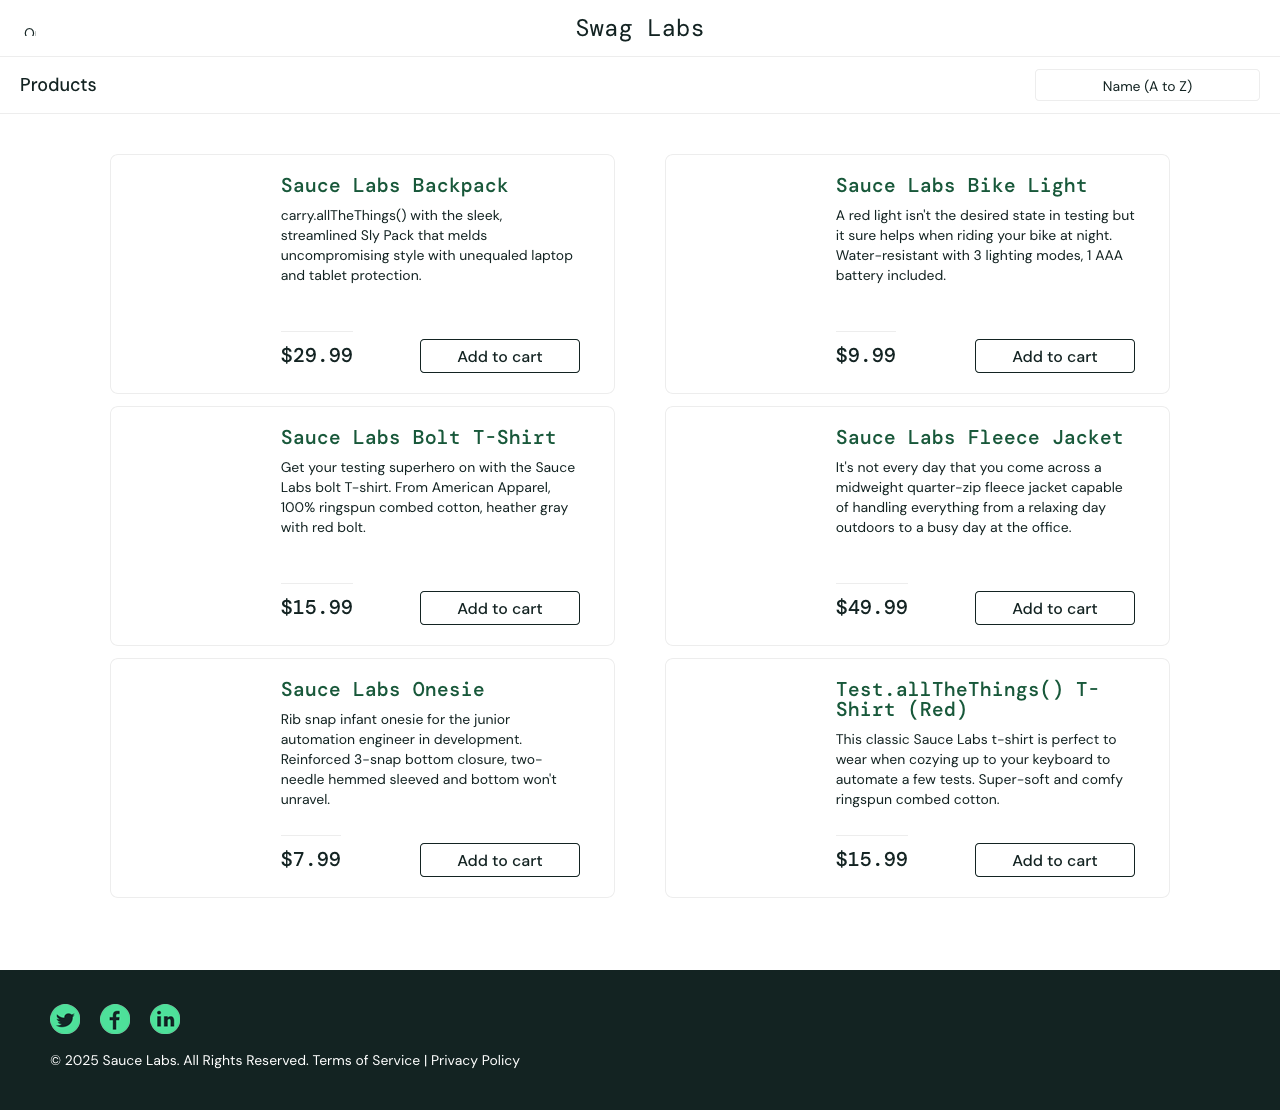 Swag Labs
Products
Name (A to Z)
Sauce Labs Backpack
carry.allTheThings() with the sleek,
streamlined Sly Pack that melds
uncompromising style with unequaled laptop
and tablet protection.
$29.99
Add to cart
Sauce Labs Bike Light
A red light isn't the desired state in testing but
it sure helps when riding your bike at night.
Water-resistant with 3 lighting modes, 1 AAA
battery included.
$9.99
Add to cart
Sauce Labs Bolt T-Shirt
Get your testing superhero on with the Sauce
Labs bolt T-shirt. From American Apparel,
100% ringspun combed cotton, heather gray
with red bolt.
$15.99
Add to cart
Sauce Labs Fleece Jacket
It's not every day that you come across a
midweight quarter-zip fleece jacket capable
of handling everything from a relaxing day
outdoors to a busy day at the office.
$49.99
Add to cart
Sauce Labs Onesie
Rib snap infant onesie for the junior
automation engineer in development.
Reinforced 3-snap bottom closure, two-
needle hemmed sleeved and bottom won't
unravel.
$7.99
Add to cart
Test.allTheThings() T-
Shirt (Red)
This classic Sauce Labs t-shirt is perfect to
wear when cozying up to your keyboard to
automate a few tests. Super-soft and comfy
ringspun combed cotton.
$15.99
Add to cart
© 2025 Sauce Labs. All Rights Reserved. Terms of Service | Privacy Policy